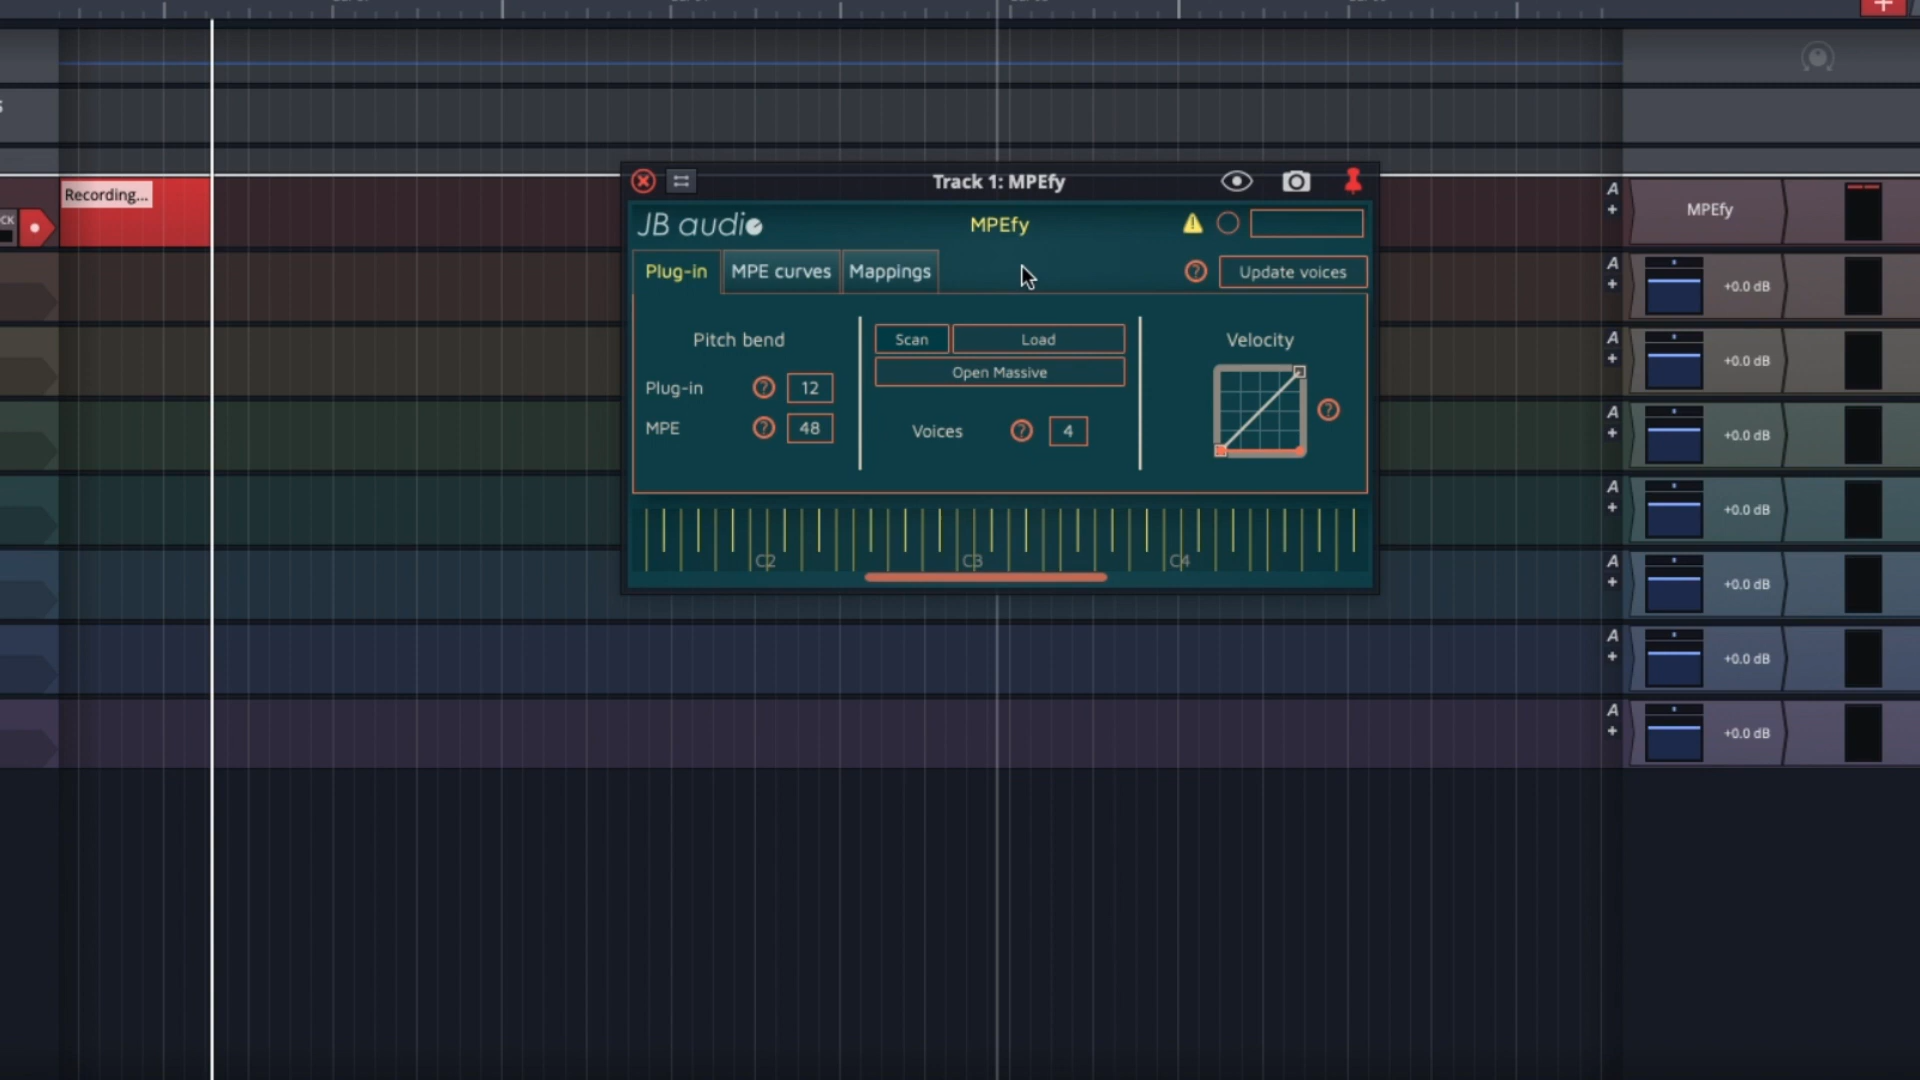 Track 1: MPEfy
Recording...
CK
JB audio
MPEfy
Plug-in
MPE curves
Mappings
Update voices
Pitch bend
Plug-in
12
MPE
48
Scan
Load
Open Massive
Voices
4
Velocity
C2
C3
C4
A
MPEfy
A
+0.0 dB
A
+0.0 dB
A
+0.0 dB
A
+0.0 dB
A
+0.0 dB
A
+0.0 dB
A
+0.0 dB